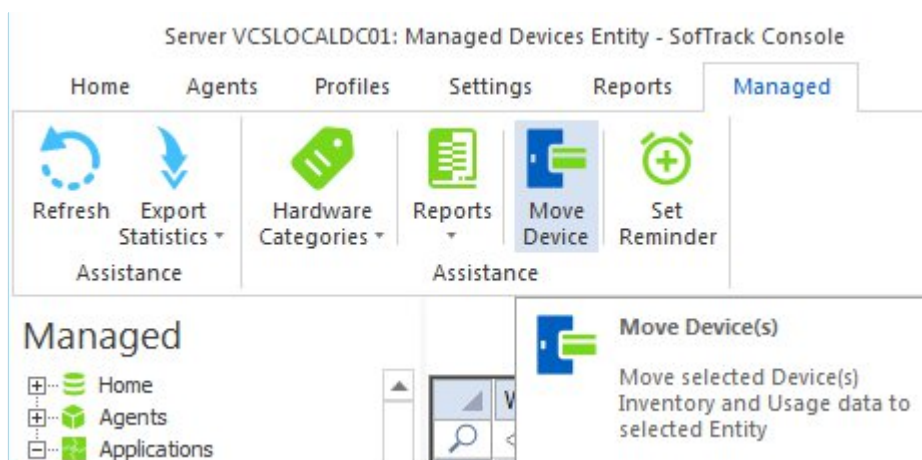 Server VCSLOCALDC01: Managed Devices Entity - SofTrack Console
Home Agents Profiles Settings Reports Managed
Refresh Export Hardware Reports Move Set
Statistics Categories Device Reminder
Assistance Assistance
Managed
Move Device(s)
Home
Move selected Device(s)
Agents
Inventory and Usage data to
Applications
selected Entity